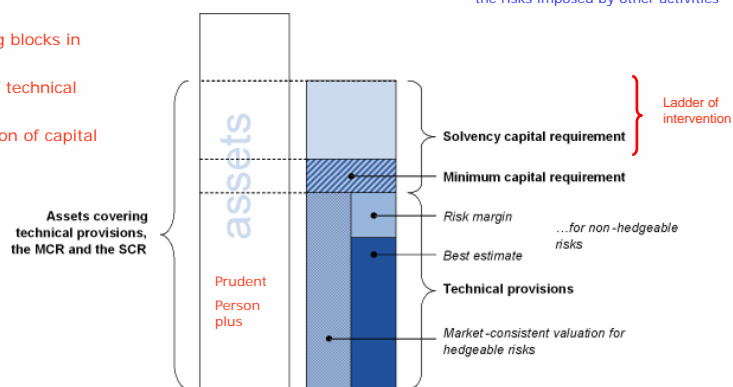 the risks imposed by other activities
g blocks in
technical
on of capital
assets
Ladder of
intervention
Solvency capital requirement
Minimum capital requirement
Assets covering
technical provisions,
the MCR and the SCR
Risk margin
…for non-hedgeable
risks
Best estimate
Prudent
Person
plus
Technical provisions
Market-consistent valuation for
hedgeable risks